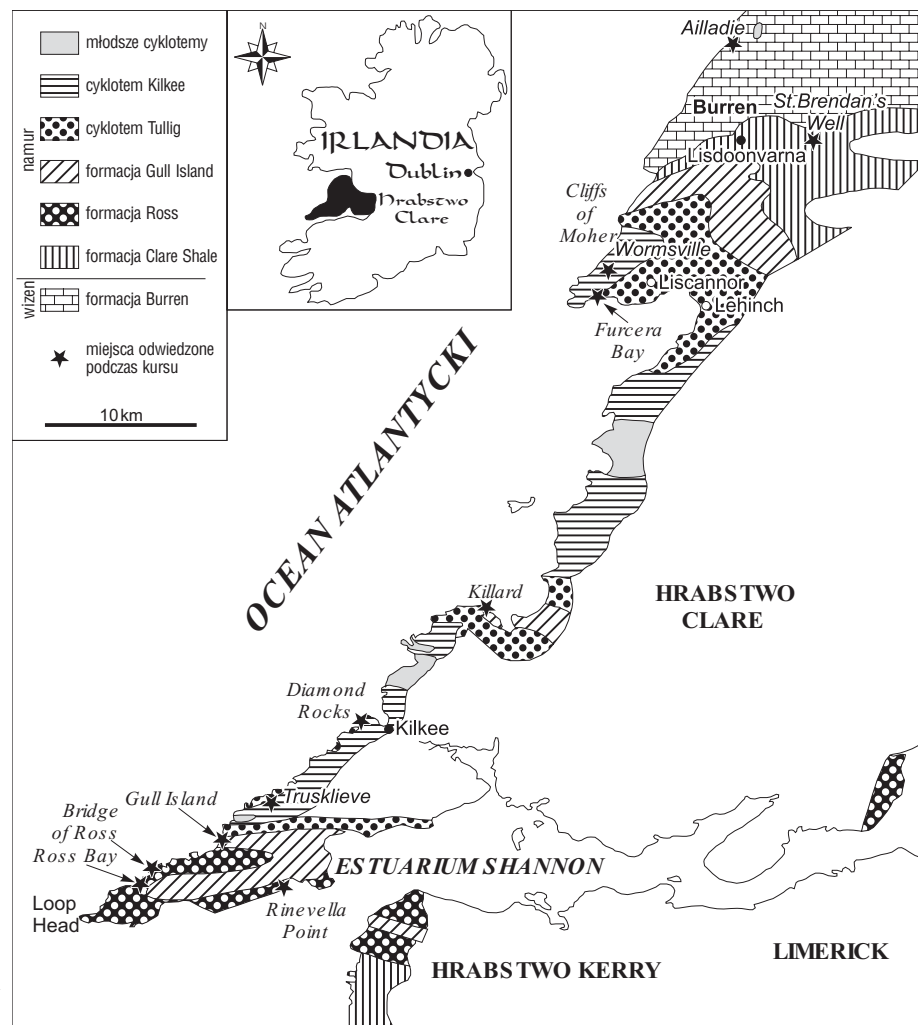 młodsze cyklotemy
cyklotem Kilkee
cyklotem Tullig
formacja Gull Island
formacja Ross
formacja Clare Shale
formacja Burren
namur
wizen
miejsca odwiedzone
podczas kursu
10 km
N
IRLANDIA
Dublin
Hrabstwo
Clare
Ailladie
Burren
St.Brendan's
Well
Lisdoonvarna
Cliffs
of
Moher
Wormsville
Liscannor
Lehinch
Furcera
Bay
OCEAN ATLANTYCKI
HRABSTWO
CLARE
Killard
Diamond
Rocks
Kilkee
Gull Island
Trusklieve
Bridge
of Ross
Ross Bay
ESTUARIUM SHANNON
Loop
Head
Rinevella
Point
HRABSTWO KERRY
LIMERICK